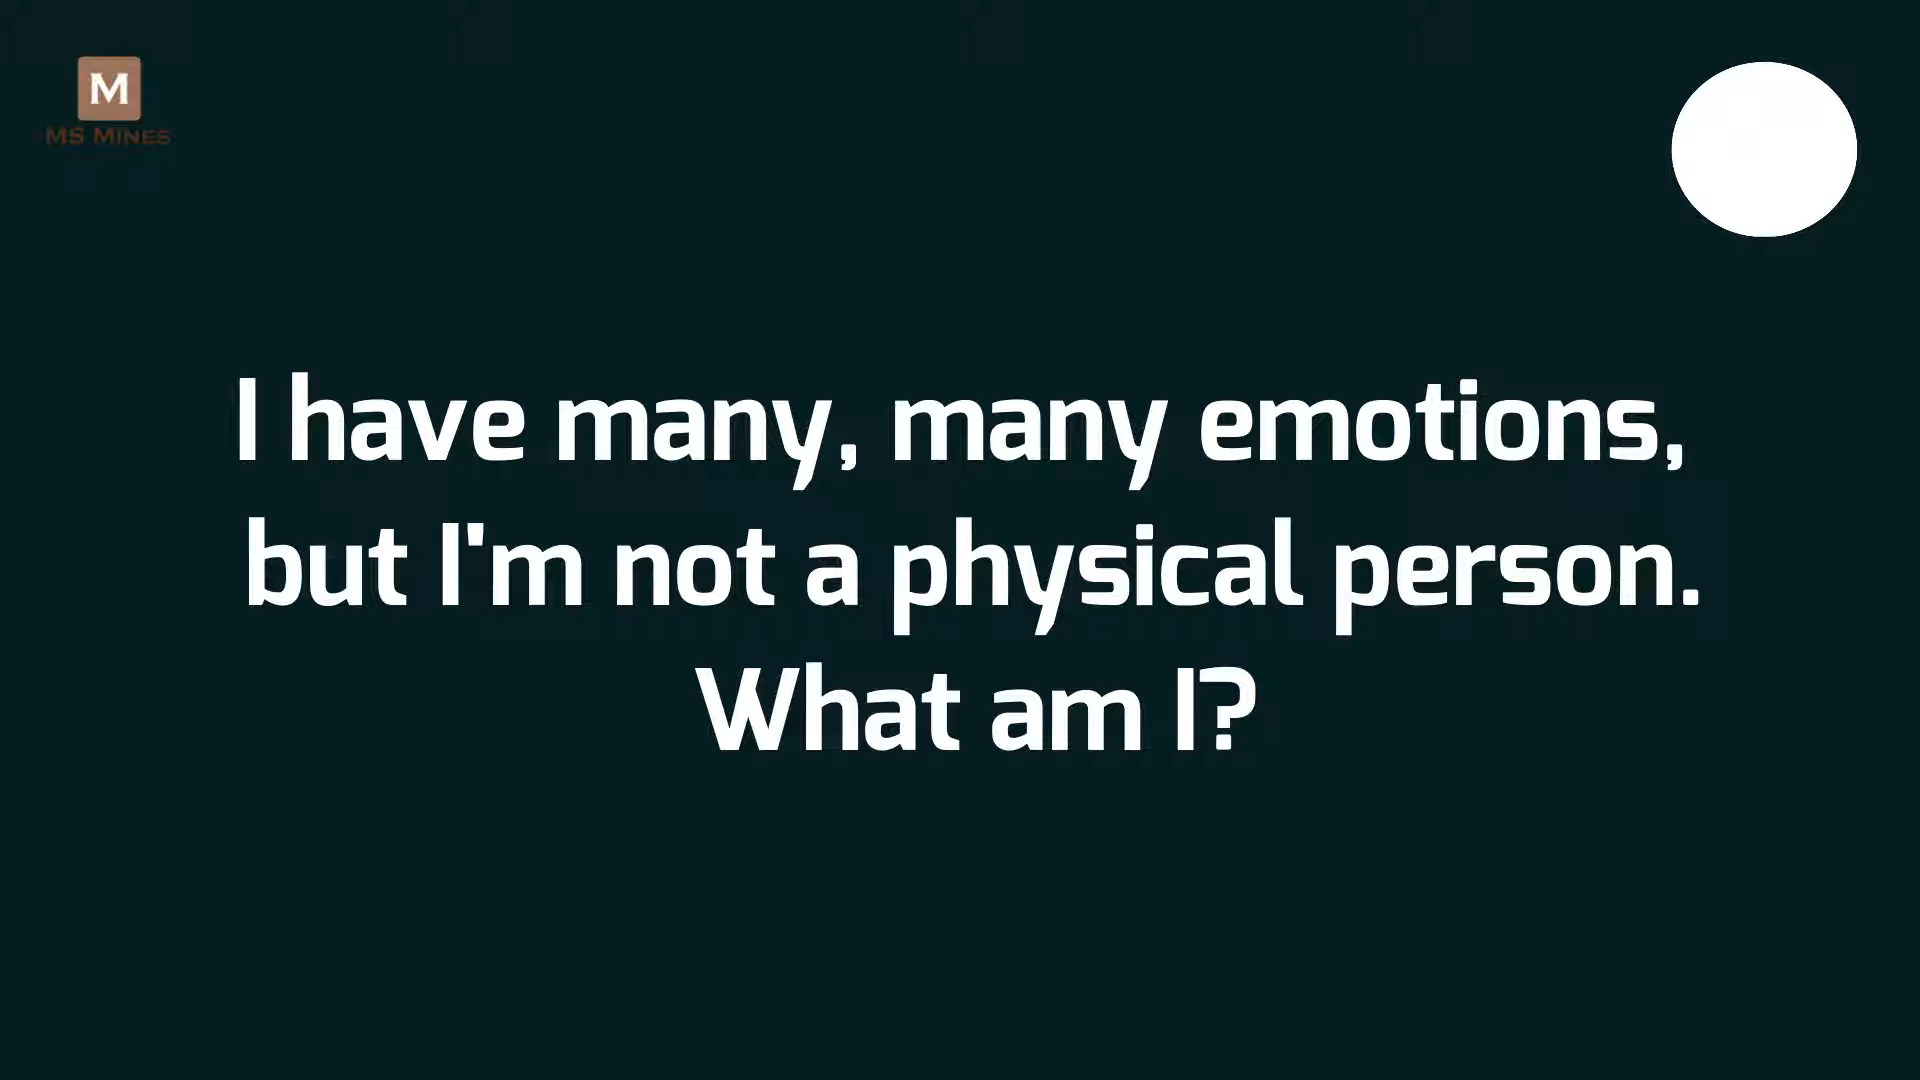 M
MS MINES
I have many, many emotions,
but I'm not a physical person.
What am I?